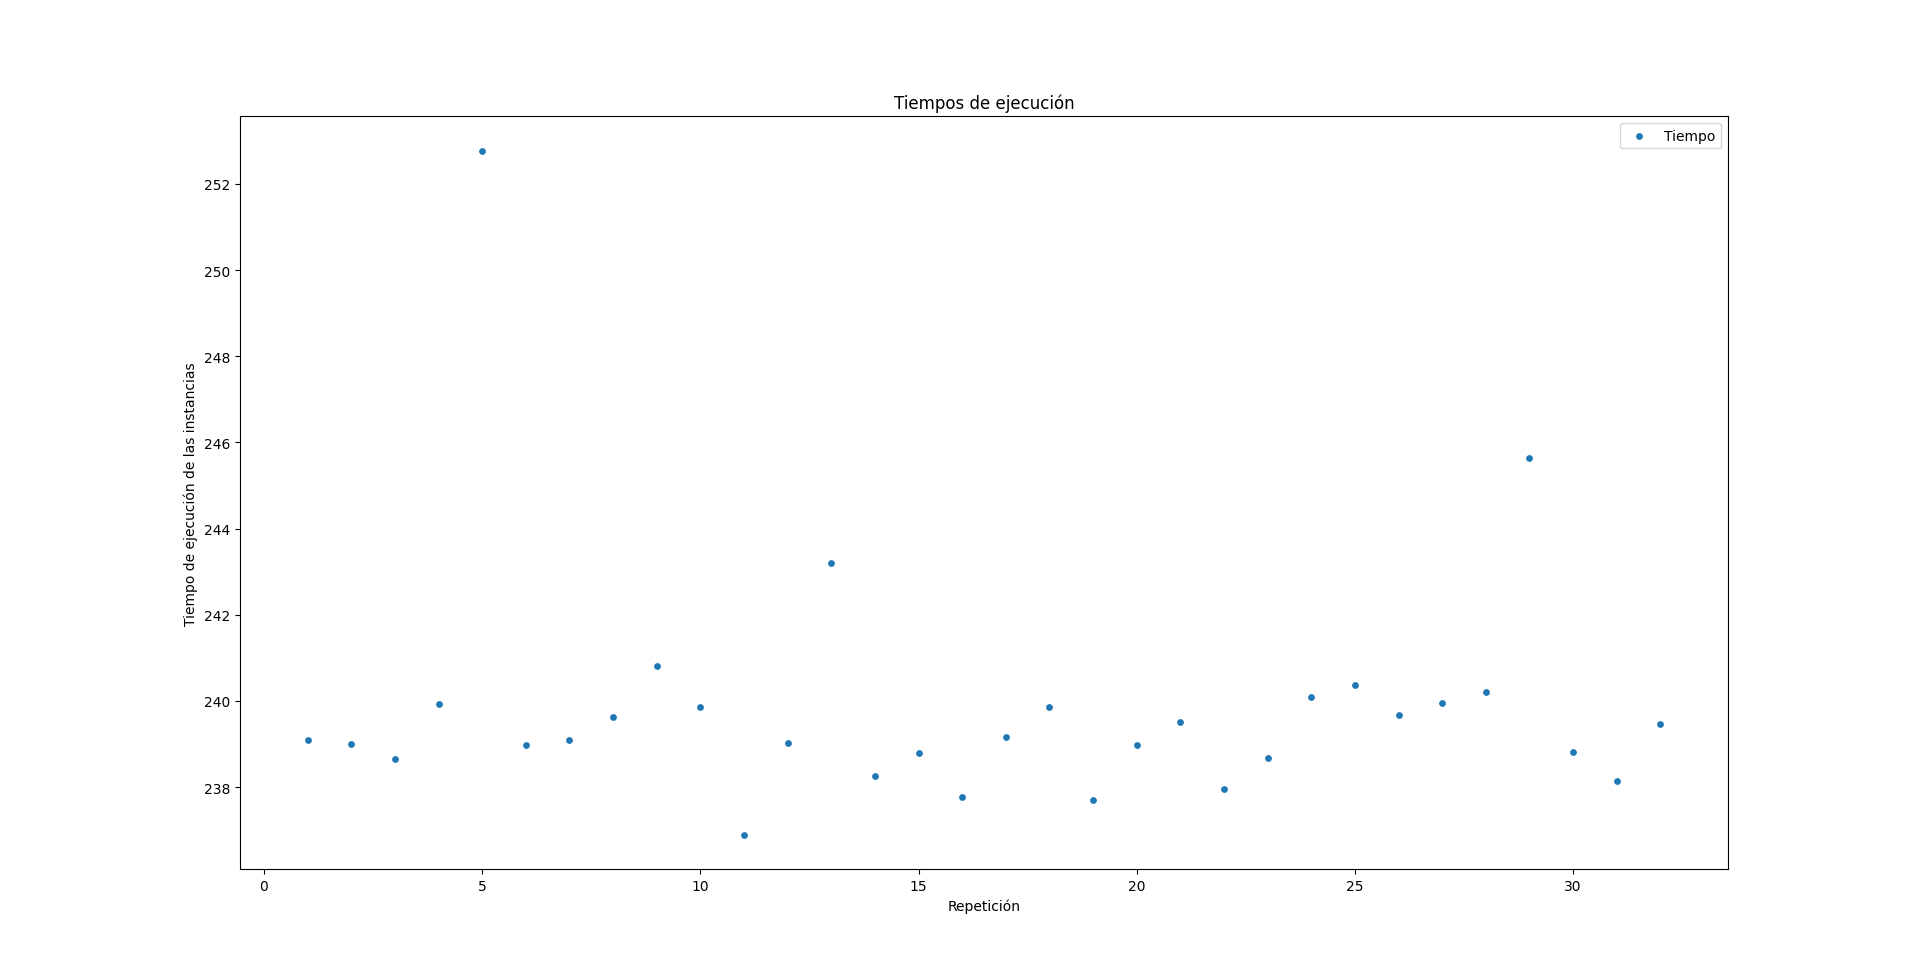 Tiempos de ejecución
Tiempo
Tiempo de ejecución de las instancias
252
250
248
246
244
242
240
238
0 5 10 15 20 25 30
Repetición